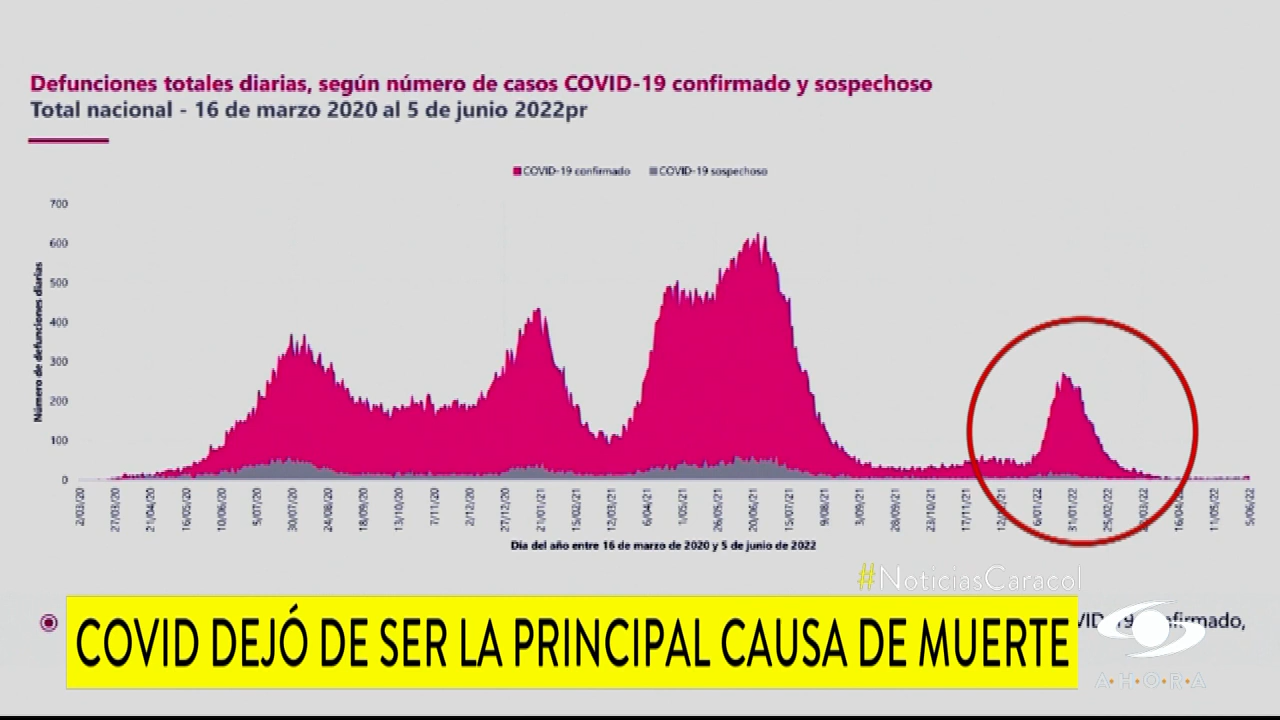 Defunciones totales diarias, según número de casos COVID-19 confirmado y sospechoso
Total nacional - 16 de marzo 2020 al 5 de junio 2022pr
COVID-19 confirmado COVID-19 sospechoso
700
600
500
400
300
200
100
0
Número de defunciones diarias
2/03/20 27/03/20 21/04/20 16/05/20 10/06/20 5/07/20 30/07/20 24/08/20 18/09/20 13/10/20 7/11/20 2/12/20 27/12/20 21/01/21 15/02/21 12/03/21 6/04/21 1/05/21 26/05/21 20/06/21 15/07/21 9/08/21 3/09/21 28/09/21 23/10/21 17/11/21 6/01/22 31/01/22 25/02/22 16/04/22 11/05/22 5/06/22
Día del año entre 16 de marzo de 2020 y 5 de junio de 2022
#NoticiasCaracol
COVID DEJÓ DE SER LA PRINCIPAL CAUSA DE MUERTE
AHORA